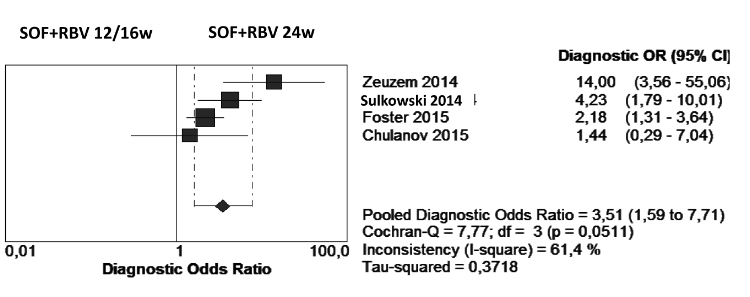 SOF+RBV 12/16w SOF+RBV 24w
Diagnostic OR (95% CI)
Zeuzem 2014 14,00 (3,56 - 55,06)
Sulkowski 2014 4,23 (1,79 - 10,01)
Foster 2015 2,18 (1,31 - 3,64)
Chulanov 2015 1,44 (0,29 - 7,04)
Pooled Diagnostic Odds Ratio = 3,51 (1,59 to 7,71)
Cochran-Q = 7,77; df = 3 (p = 0,0511)
Inconsistency (I-square) = 61,4 %
Tau-squared = 0,3718
0,01 1 100,0
Diagnostic Odds Ratio